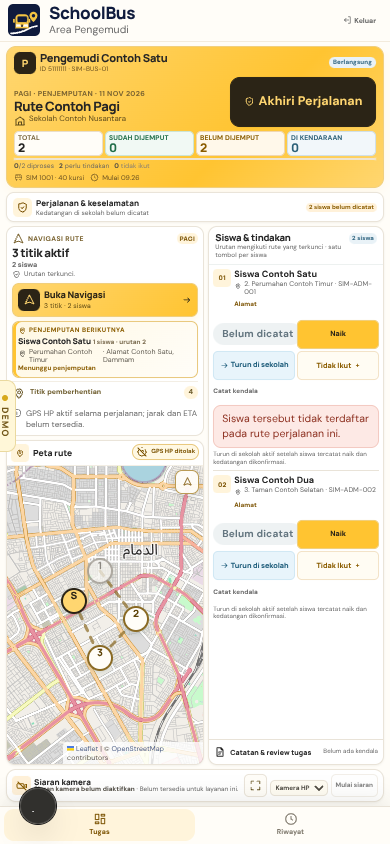 SchoolBus
Area Pengemudi
Keluar
P
Pengemudi Contoh Satu
Berlangsung
PAGI · PENJEMPUTAN · 11 NOV 2026
Rute Contoh Pagi
Sekolah Contoh Nusantara
Akhiri Perjalanan
TOTAL
2
SUDAH DIJEMPUT
0
BELUM DIJEMPUT
2
DI KENDARAAN
0
0/2 diproses 2 perlu tindakan 0 tidak ikut
SIM 1001 · 40 kursi Mulai 09.26
Perjalanan & keselamatan
Kedatangan di sekolah belum dicatat
2 siswa belum dicatat
NAVIGASI RUTE
PAGI
3 titik aktif
2 siswa
Urutan terkunci.
Buka Navigasi
3 titik · 2 siswa
PENJEMPUTAN BERIKUTNYA
Siswa Contoh Satu 1 siswa · urutan 2
Perumahan Contoh Timur · Alamat Contoh Satu, Dammam
Menunggu penjemputan
Titik pemberhentian
4
GPS HP aktif selama perjalanan; jarak dan ETA
belum tersedia.
DEMO
Peta rute
GPS HP ditolak
الدمام
1
S
2
3
Leaflet | © OpenStreetMap
contributors
Siswa & tindakan
2 siswa
Urutan mengikuti rute yang terkunci · satu
tombol per siswa
01
Siswa Contoh Satu
2. Perumahan Contoh Timur · SIM-ADM-
001
Alamat
Belum dicatat
Naik
Turun di sekolah
Tidak Ikut +
Catat kendala
Siswa tersebut tidak terdaftar
pada rute perjalanan ini.
Turun di sekolah aktif setelah siswa tercatat naik dan
kedatangan dikonfirmasi.
02
Siswa Contoh Dua
3. Taman Contoh Selatan · SIM-ADM-002
Alamat
Belum dicatat
Naik
Turun di sekolah
Tidak Ikut +
Catat kendala
Turun di sekolah aktif setelah siswa tercatat naik dan
kedatangan dikonfirmasi.
Catatan & review tugas
Belum ada kendala
Siaran kamera
kamera belum diaktifkan · Belum tersedia untuk layanan ini.
Kamera HP
Mulai siaran
Tugas
Riwayat